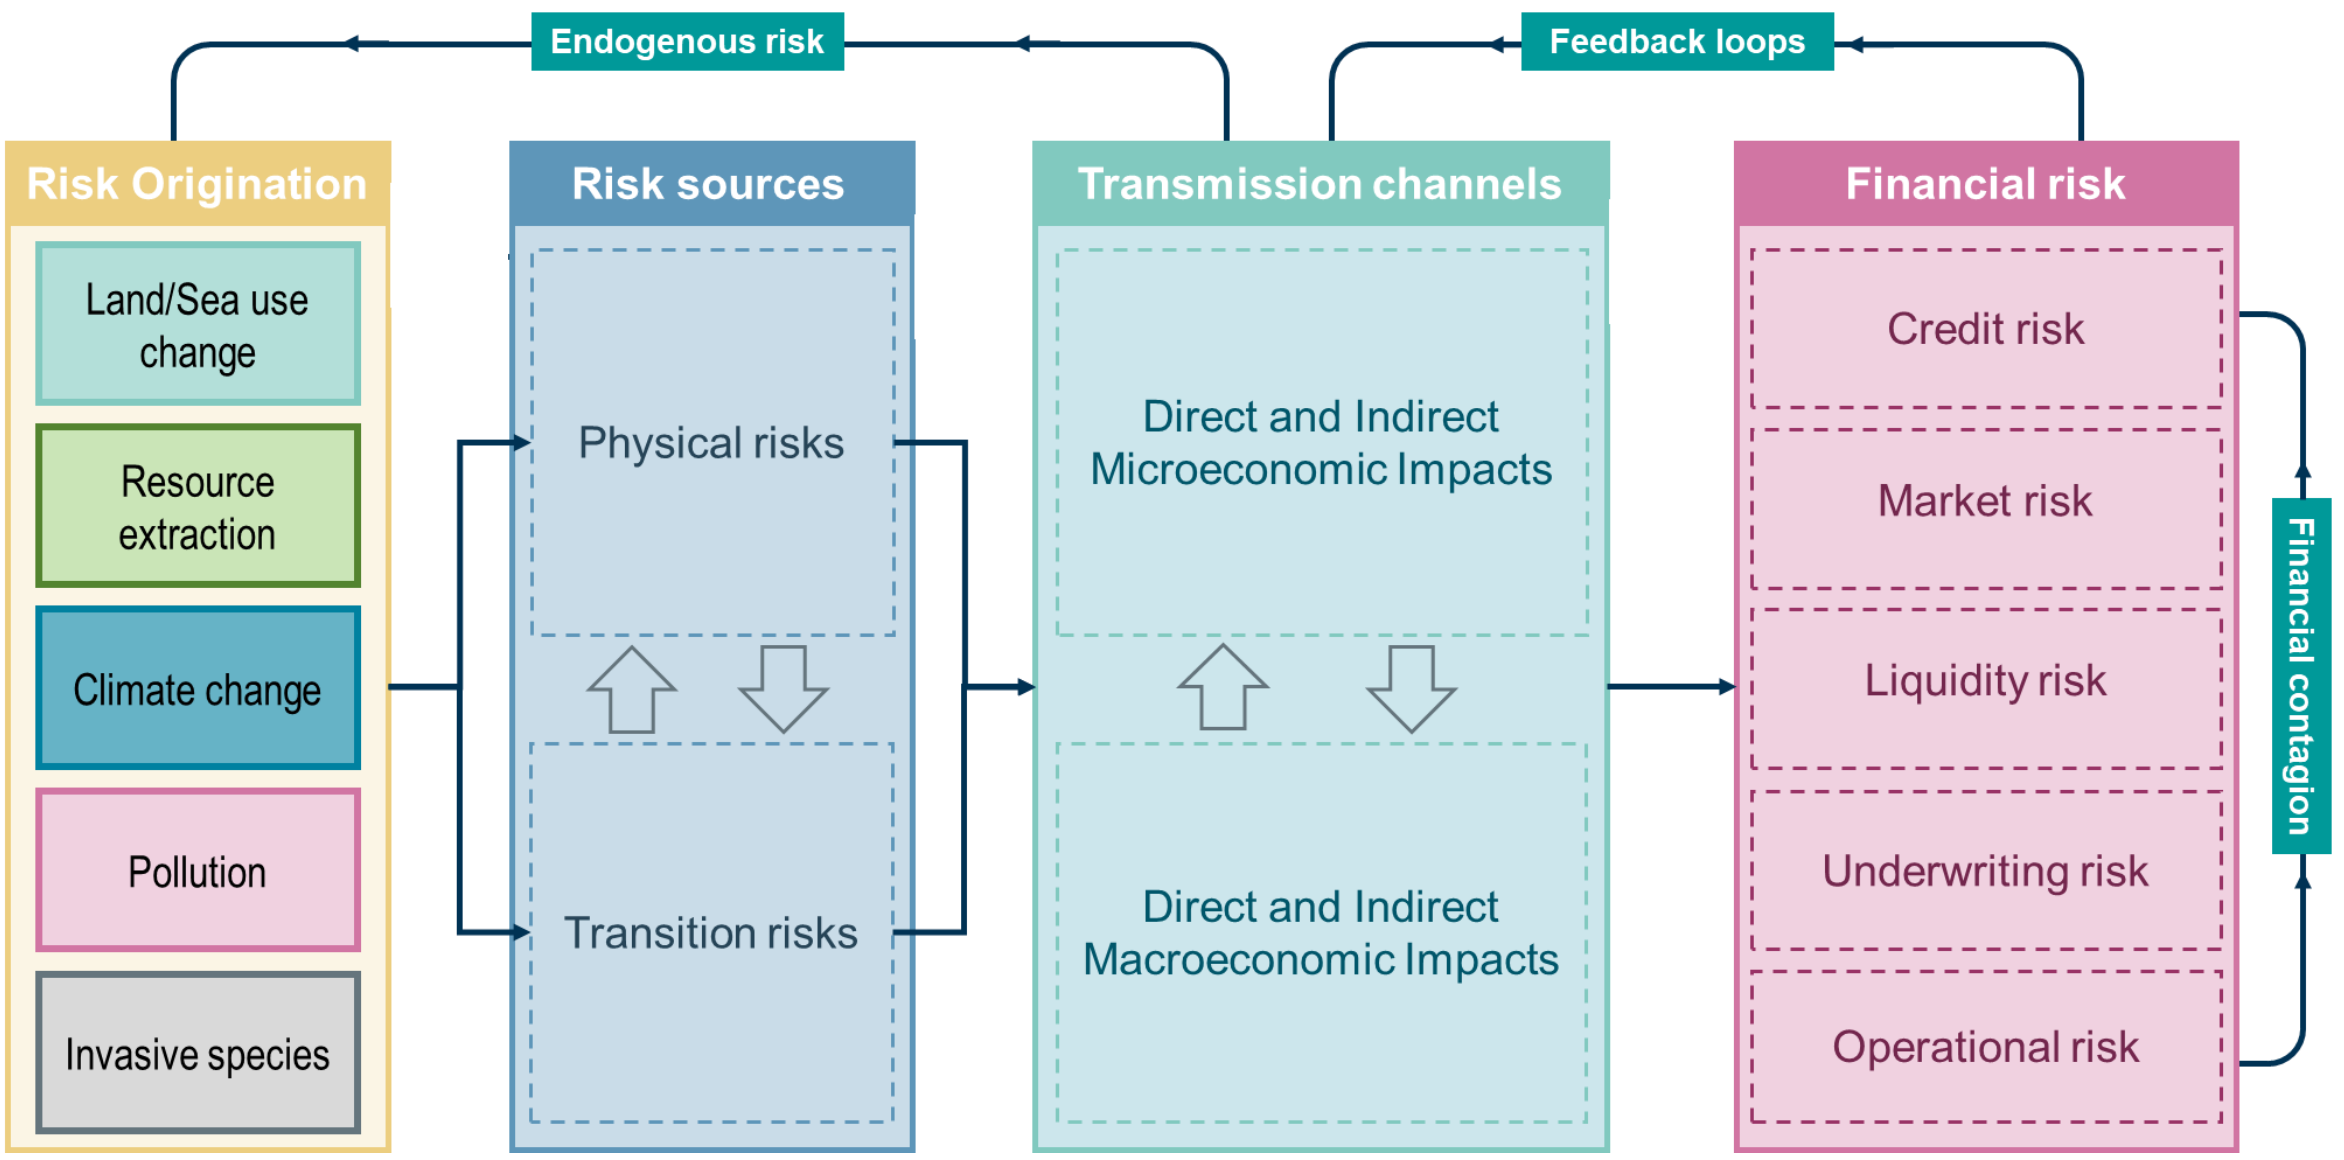 Endogenous risk
Feedback loops
Risk Origination
Land/Sea use
change
Resource
extraction
Climate change
Pollution
Invasive species
Risk sources
Physical risks
Transition risks
Transmission channels
Direct and Indirect
Microeconomic Impacts
Direct and Indirect
Macroeconomic Impacts
Financial risk
Credit risk
Market risk
Liquidity risk
Underwriting risk
Operational risk
Financial contagion